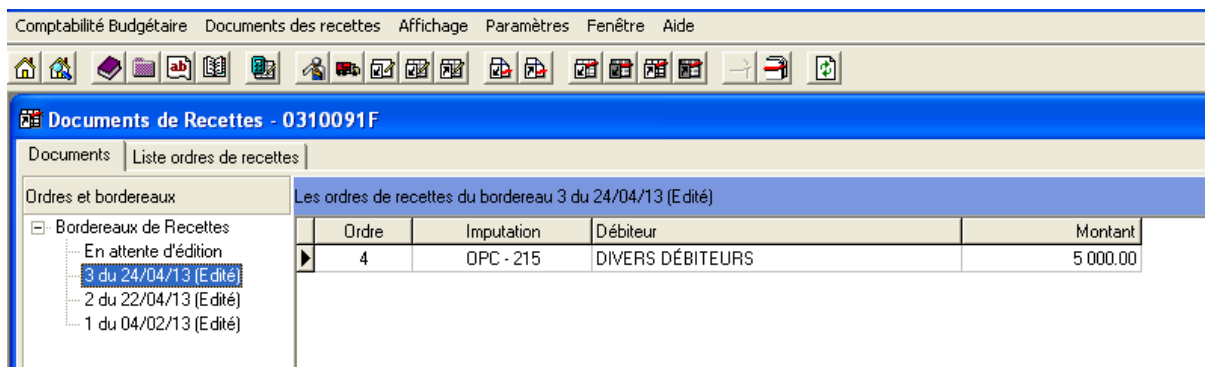 Comptabilité Budgétaire Documents des recettes Affichage Paramètres Fenêtre Aide
Documents de Recettes - 0310091F
Documents Liste ordres de recettes
Ordres et bordereaux
Les ordres de recettes du bordereau 3 du 24/04/13 (Edité)
Bordereaux de Recettes
En attente d'édition
3 du 24/04/13 (Edité)
2 du 22/04/13 (Edité)
1 du 04/02/13 (Edité)
Ordre Imputation Débiteur Montant
4 OPC - 215 DIVERS DÉBITEURS 5 000.00